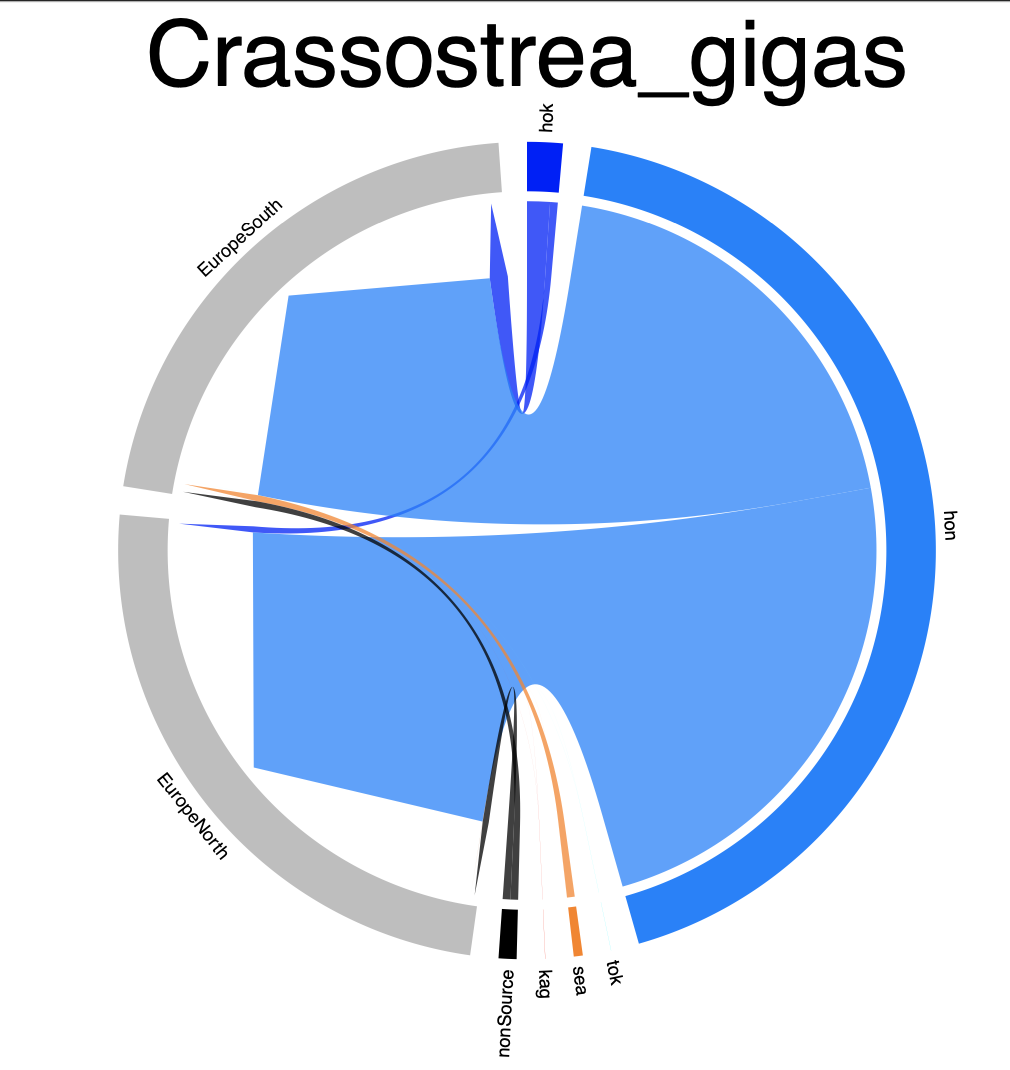 Crassostrea_gigas
hok
EuropeSouth
hon
EuropeNorth
nonSource
kag
sea
tok